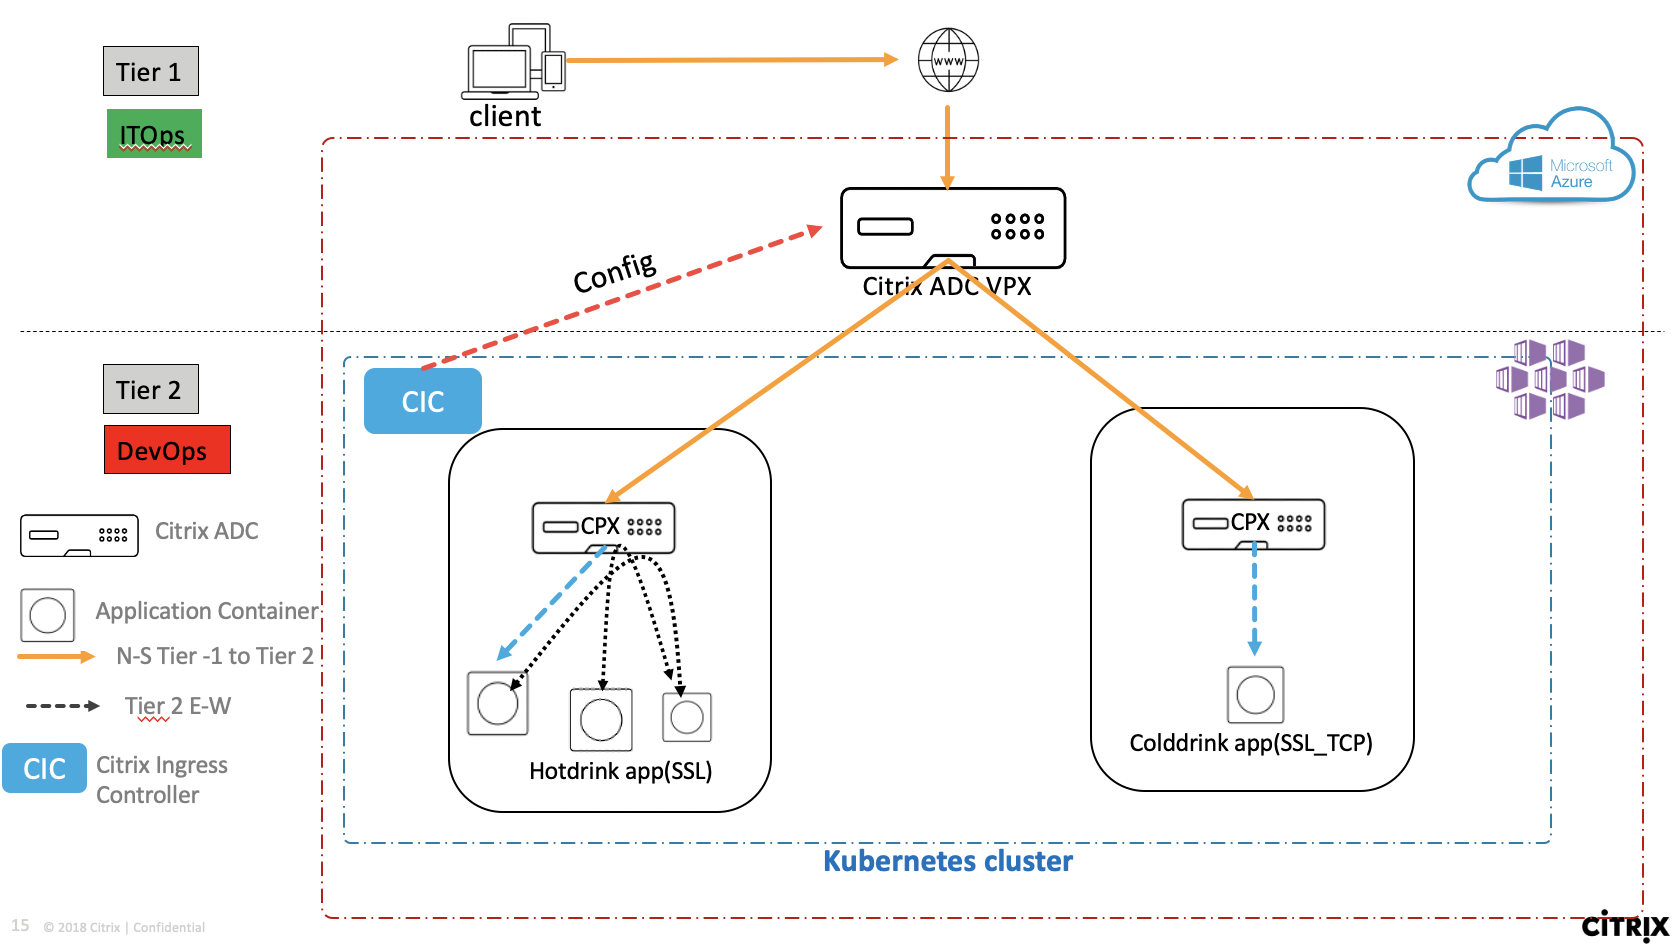 Tier 1
ITOps
client
www
Microsoft
Azure
Config
Citrix ADC VPX
Tier 2
DevOps
CIC
CPX
CPX
Citrix ADC
Application Container
N-S Tier -1 to Tier 2
Tier 2 E-W
CIC
Citrix Ingress
Controller
Hotdrink app(SSL)
Colddrink app(SSL_TCP)
Kubernetes cluster
15 © 2018 Citrix | Confidential
CITRIX